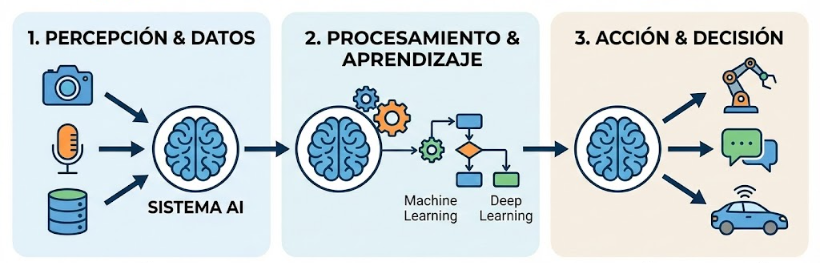 1. PERCEPCIÓN & DATOS
SISTEMA AI
2. PROCESAMIENTO &
APRENDIZAJE
Machine
Learning
Deep
Learning
3. ACCIÓN & DECISIÓN